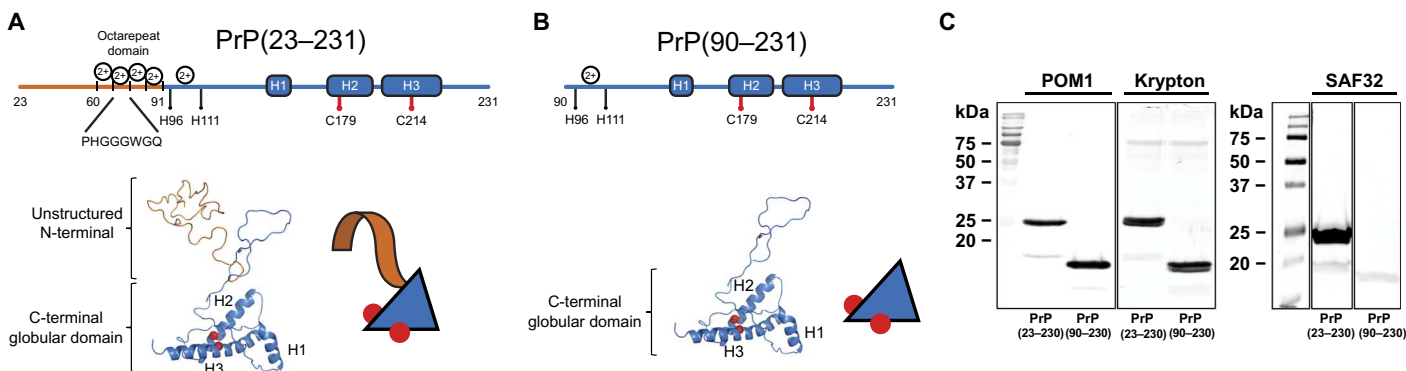 A
Octarepeat
domain
PrP(23–231)
2+ 2+ 2+ 2+ 2+
H1 H2 H3
23 60 91 231
H96 H111 C179 C214
PHGGGWGQ
Unstructured
N-terminal
C-terminal
globular domain
H2
H1
H3
B
PrP(90–231)
2+
H1 H2 H3
90 231
H96 H111 C179 C214
C-terminal
globular domain
H2
H1
H3
C
POM1 Krypton
kDa
75
50
37
25
20
PrP PrP PrP PrP
(23–230) (90–230) (23–230) (90–230)
SAF32
kDa
75
50
37
25
20
PrP PrP
(23–230) (90–230)